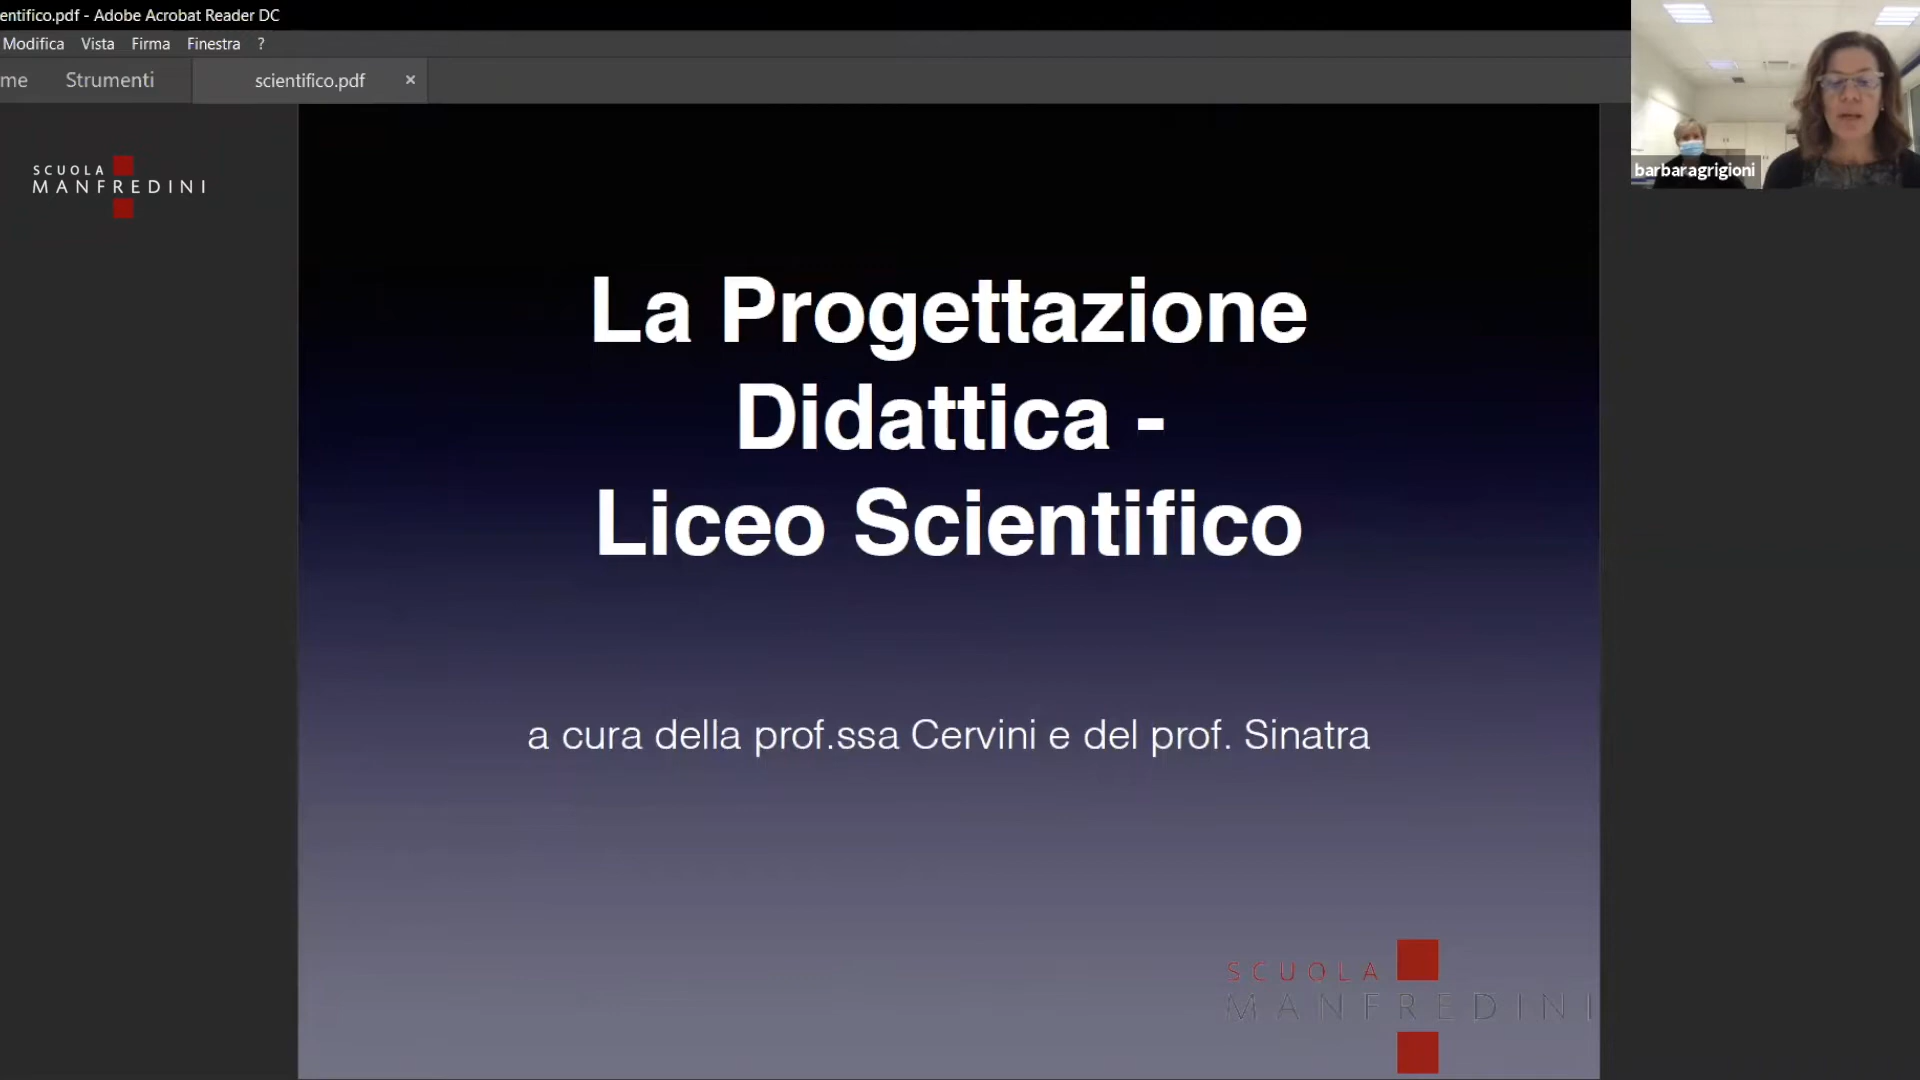 entifico.pdf - Adobe Acrobat Reader DC
Modifica Vista Firma Finestra ?
me Strumenti scientifico.pdf ×
SCUOLA
MANFREDINI
barbaragrigioni
La Progettazione
Didattica -
Liceo Scientifico
a cura della prof.ssa Cervini e del prof. Sinatra
SCUOLA
MANFREDINI